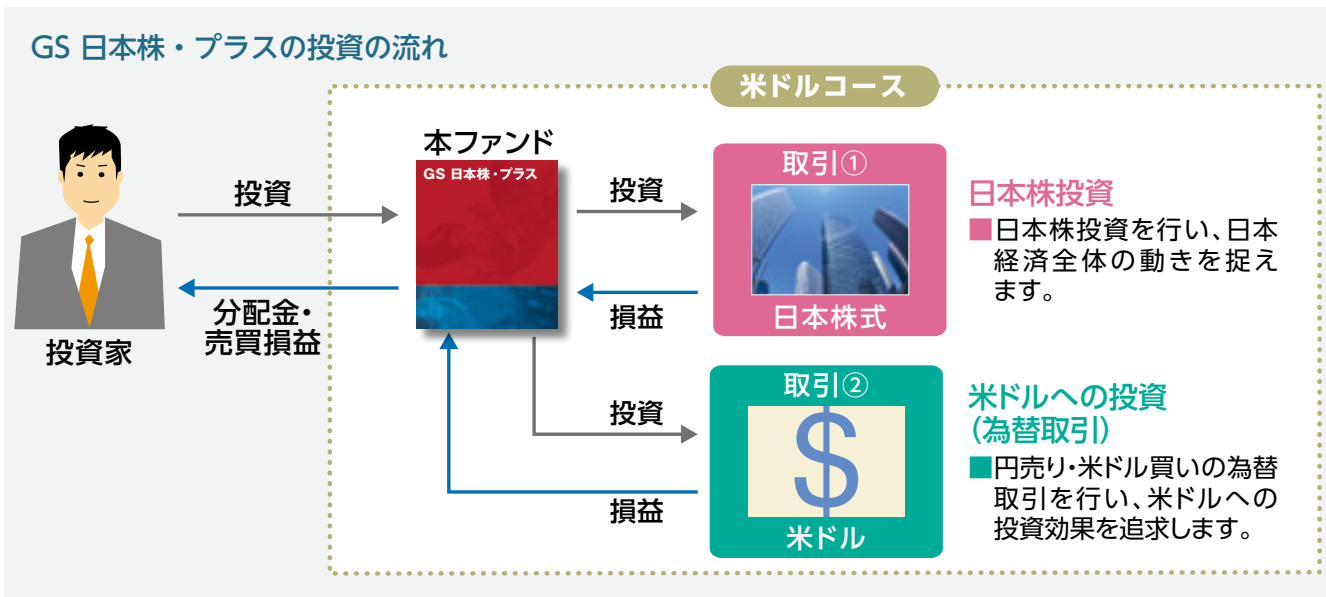 GS 日本株・プラスの投資の流れ
米ドルコース
投資家
投資
分配金・
売買損益
本ファンド
GS 日本株・プラス
投資
損益
取引①
日本株式
日本株投資
■日本株投資を行い、日本
経済全体の動きを捉え
ます。
投資
損益
取引②
$
米ドル
米ドルへの投資
(為替取引)
■円売り・米ドル買いの為替
取引を行い、米ドルへの
投資効果を追求します。